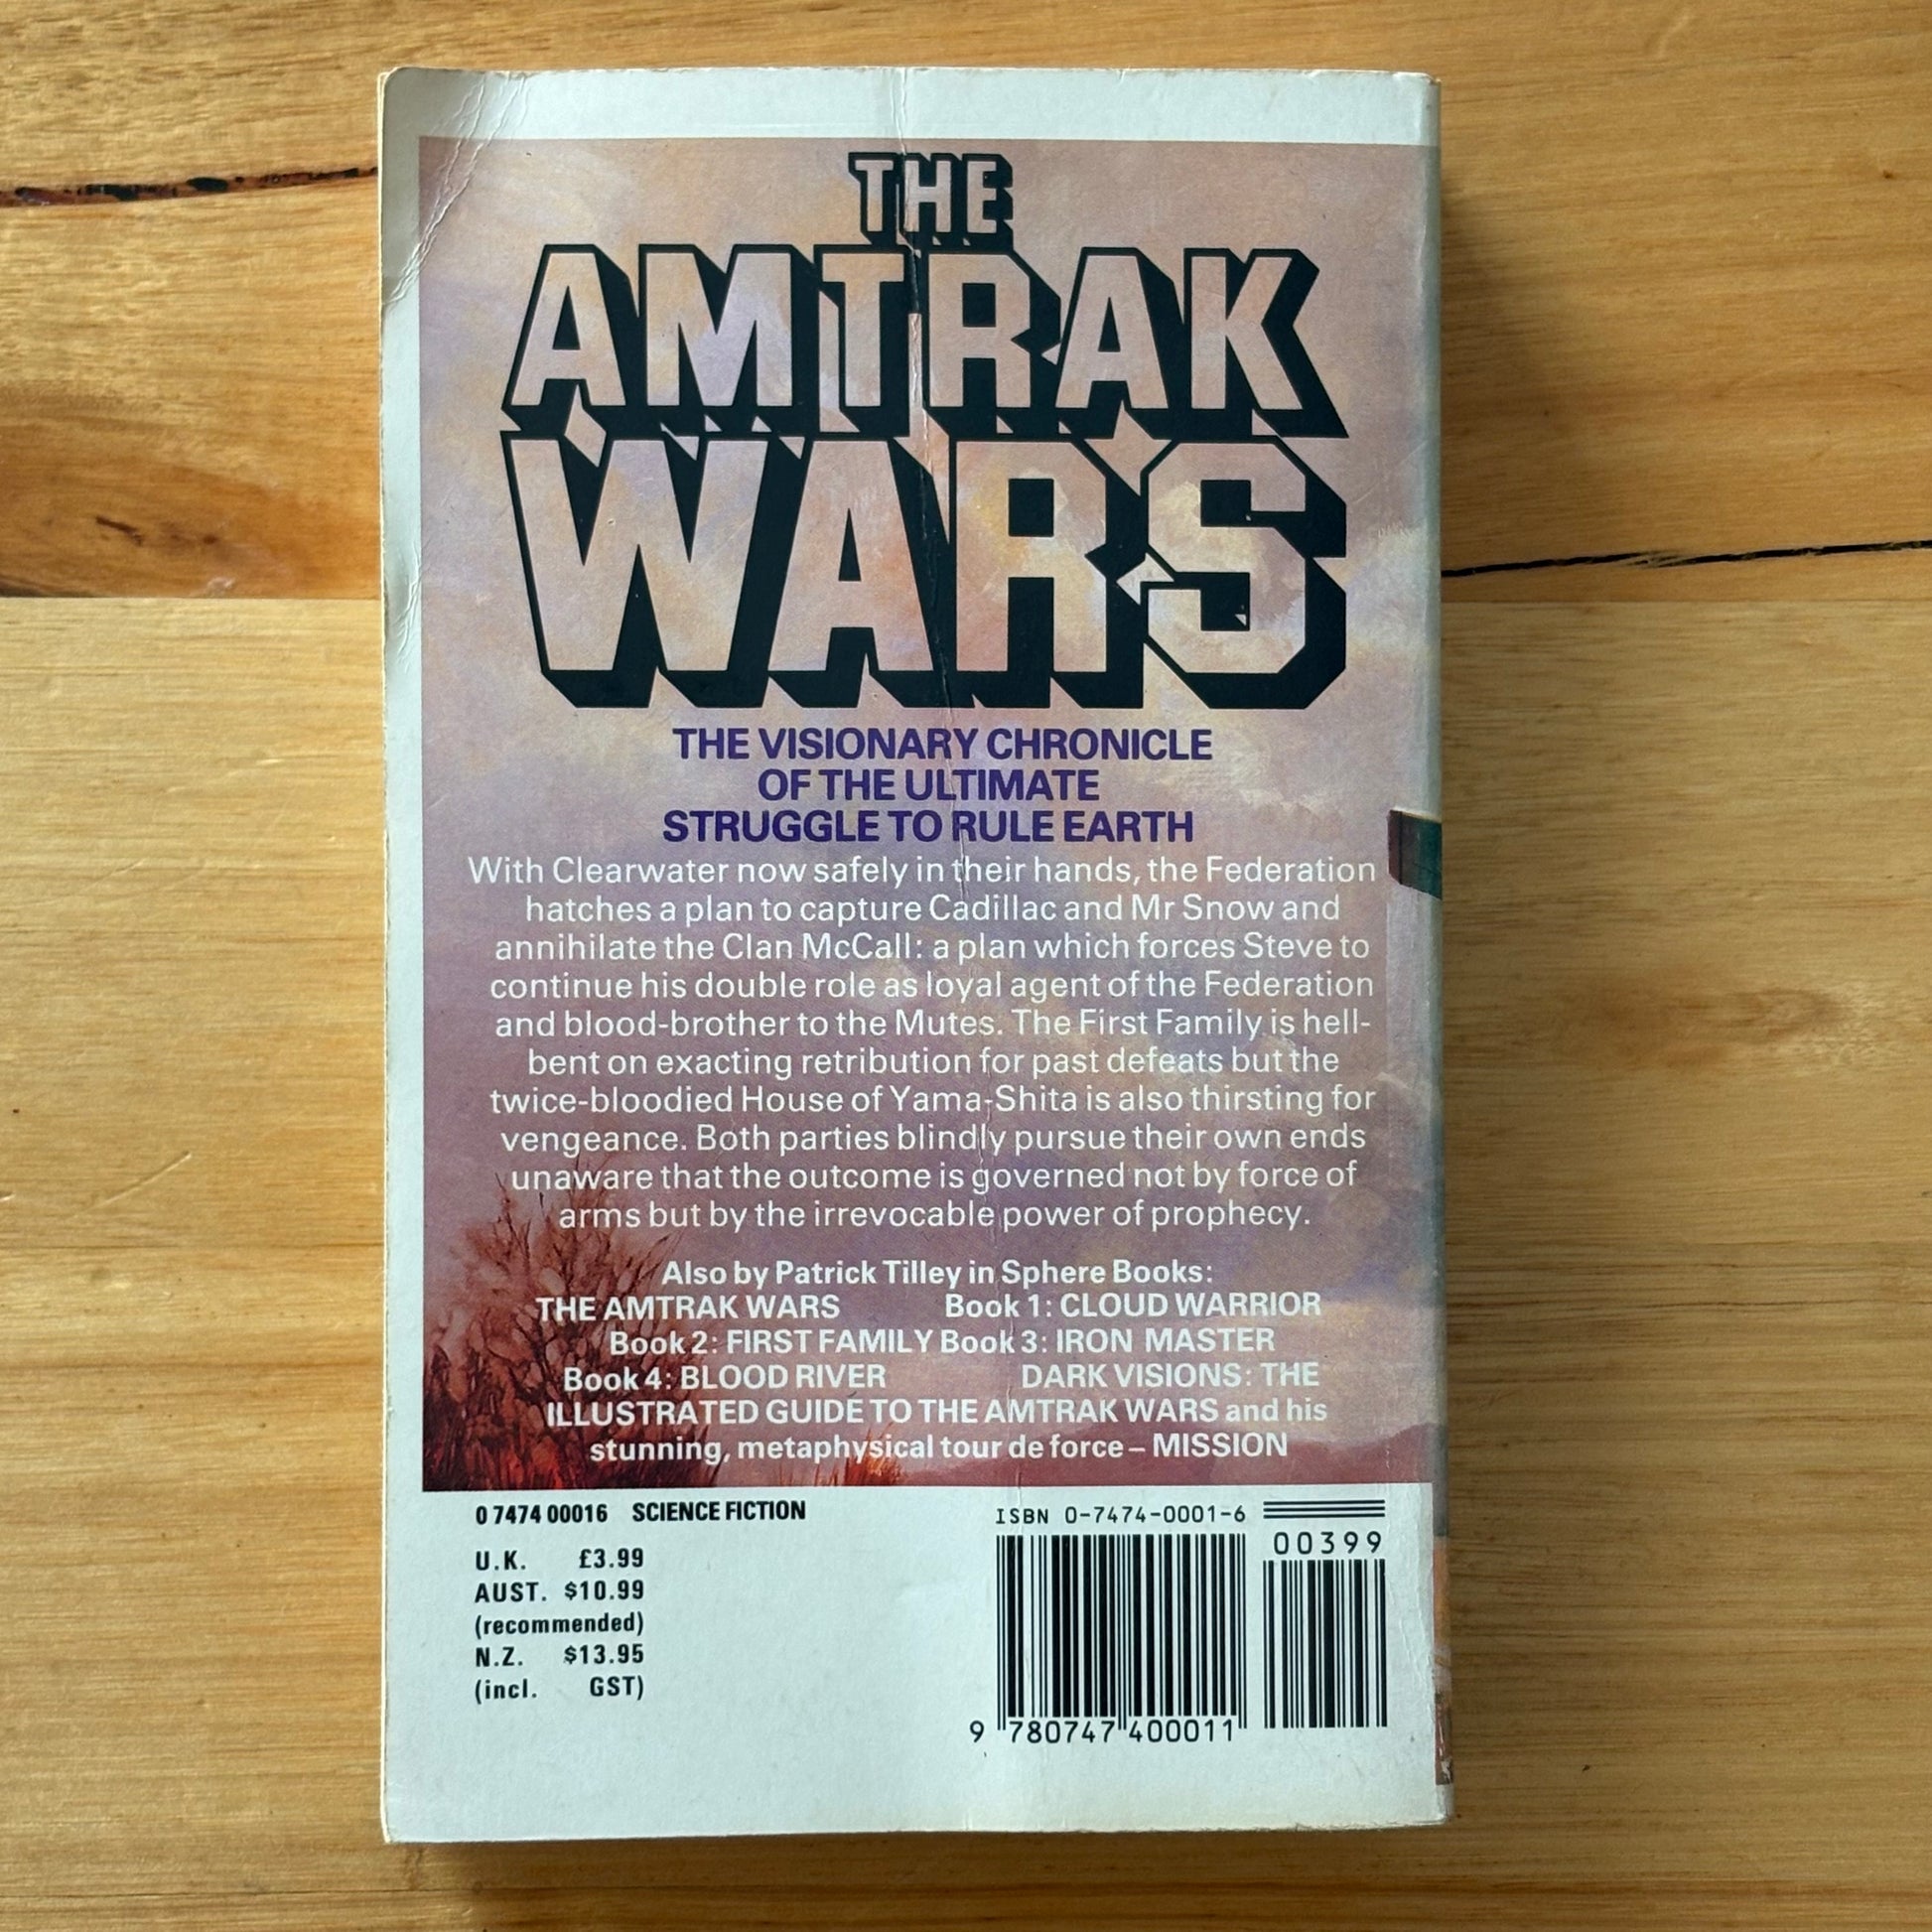 THE
AMTRAK
WARS
THE VISIONARY CHRONICLE
OF THE ULTIMATE
STRUGGLE TO RULE EARTH
With Clearwater now safely in their hands, the Federation
hatches a plan to capture Cadillac and Mr Snow and
annihilate the Clan McCall: a plan which forces Steve to
continue his double role as loyal agent of the Federation
and blood-brother to the Mutes. The First Family is hell-
bent on exacting retribution for past defeats but the
twice-bloodied House of Yama-Shita is also thirsting for
vengeance. Both parties blindly pursue their own ends
unaware that the outcome is governed not by force of
arms but by the irrevocable power of prophecy.
Also by Patrick Tilley in Sphere Books:
THE AMTRAK WARS Book 1: CLOUD WARRIOR
Book 2: FIRST FAMILY Book 3: IRON MASTER
Book 4: BLOOD RIVER DARK VISIONS: THE
ILLUSTRATED GUIDE TO THE AMTRAK WARS and his
stunning, metaphysical tour de force – MISSION
0 7474 00016 SCIENCE FICTION
U.K. £3.99
AUST. $10.99
(recommended)
N.Z. $13.95
(incl. GST)
ISBN 0-7474-0001-6
00399
9 780747 400011